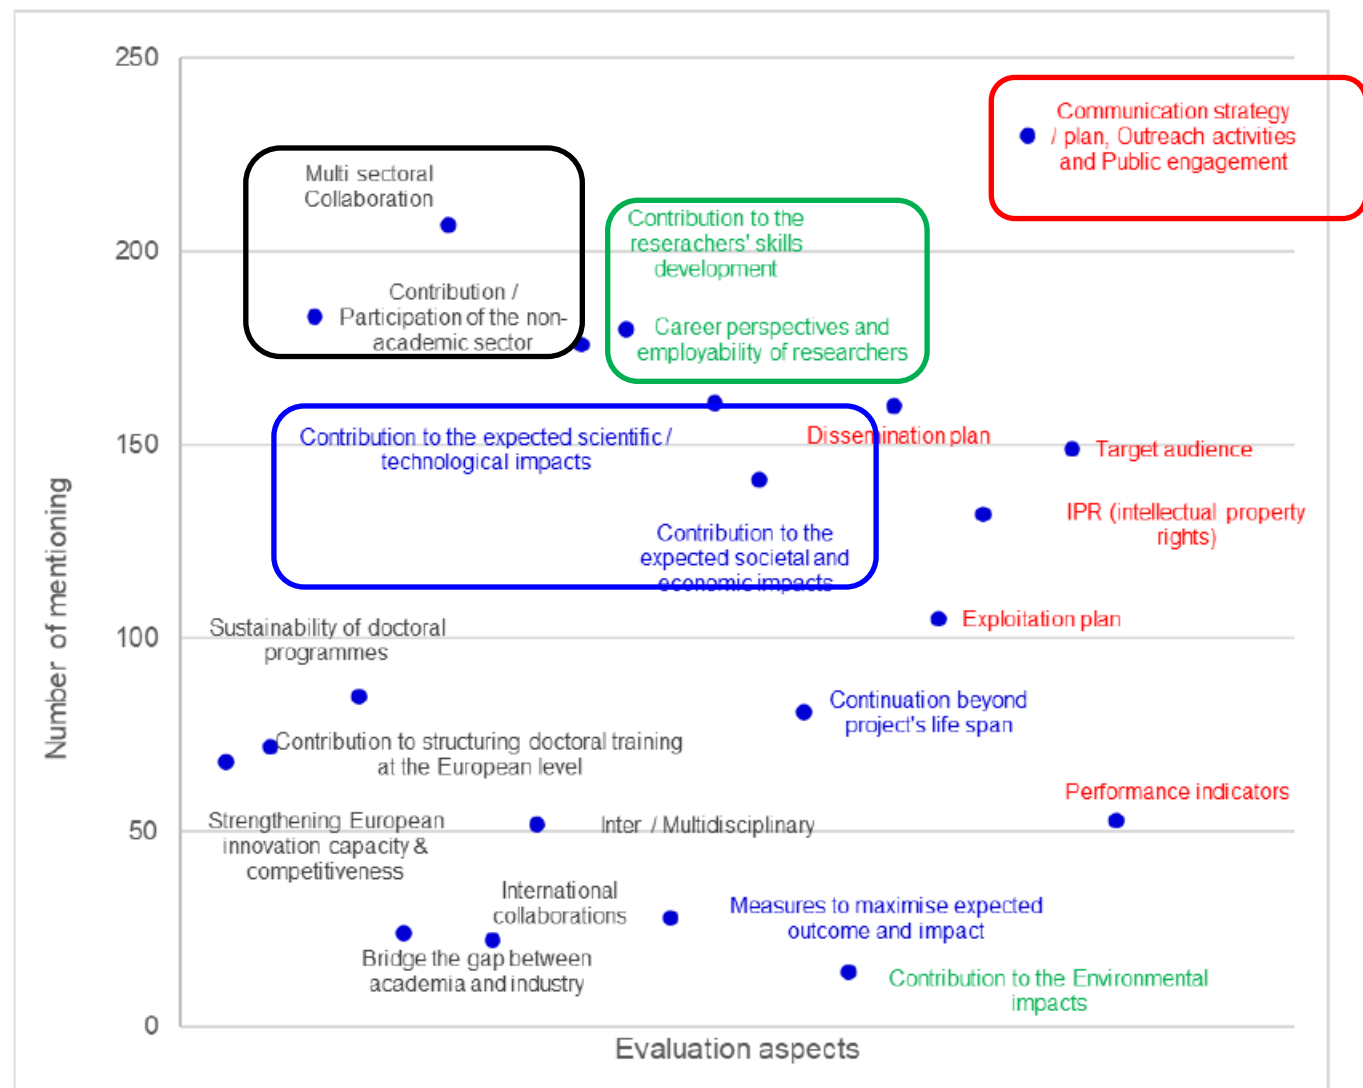 250
Communication strategy
/ plan, Outreach activities
and Public engagement
Multi sectoral
Collaboration
200
Contribution to the
reserachers' skills
development
Contribution /
Participation of the non-
academic sector
Career perspectives and
employability of researchers
150
Contribution to the expected scientific /
technological impacts
Dissemination plan
Target audience
IPR (intellectual property
rights)
Contribution to the
expected societal and
economic impacts
Number of mentioning
100
Exploitation plan
Sustainability of doctoral
programmes
Continuation beyond
project's life span
Contribution to structuring doctoral training
at the European level
Performance indicators
50
Strengthening European
innovation capacity &
competitiveness
Inter / Multidisciplinary
International
collaborations
Measures to maximise expected
outcome and impact
Bridge the gap between
academia and industry
Contribution to the Environmental
impacts
0
Evaluation aspects